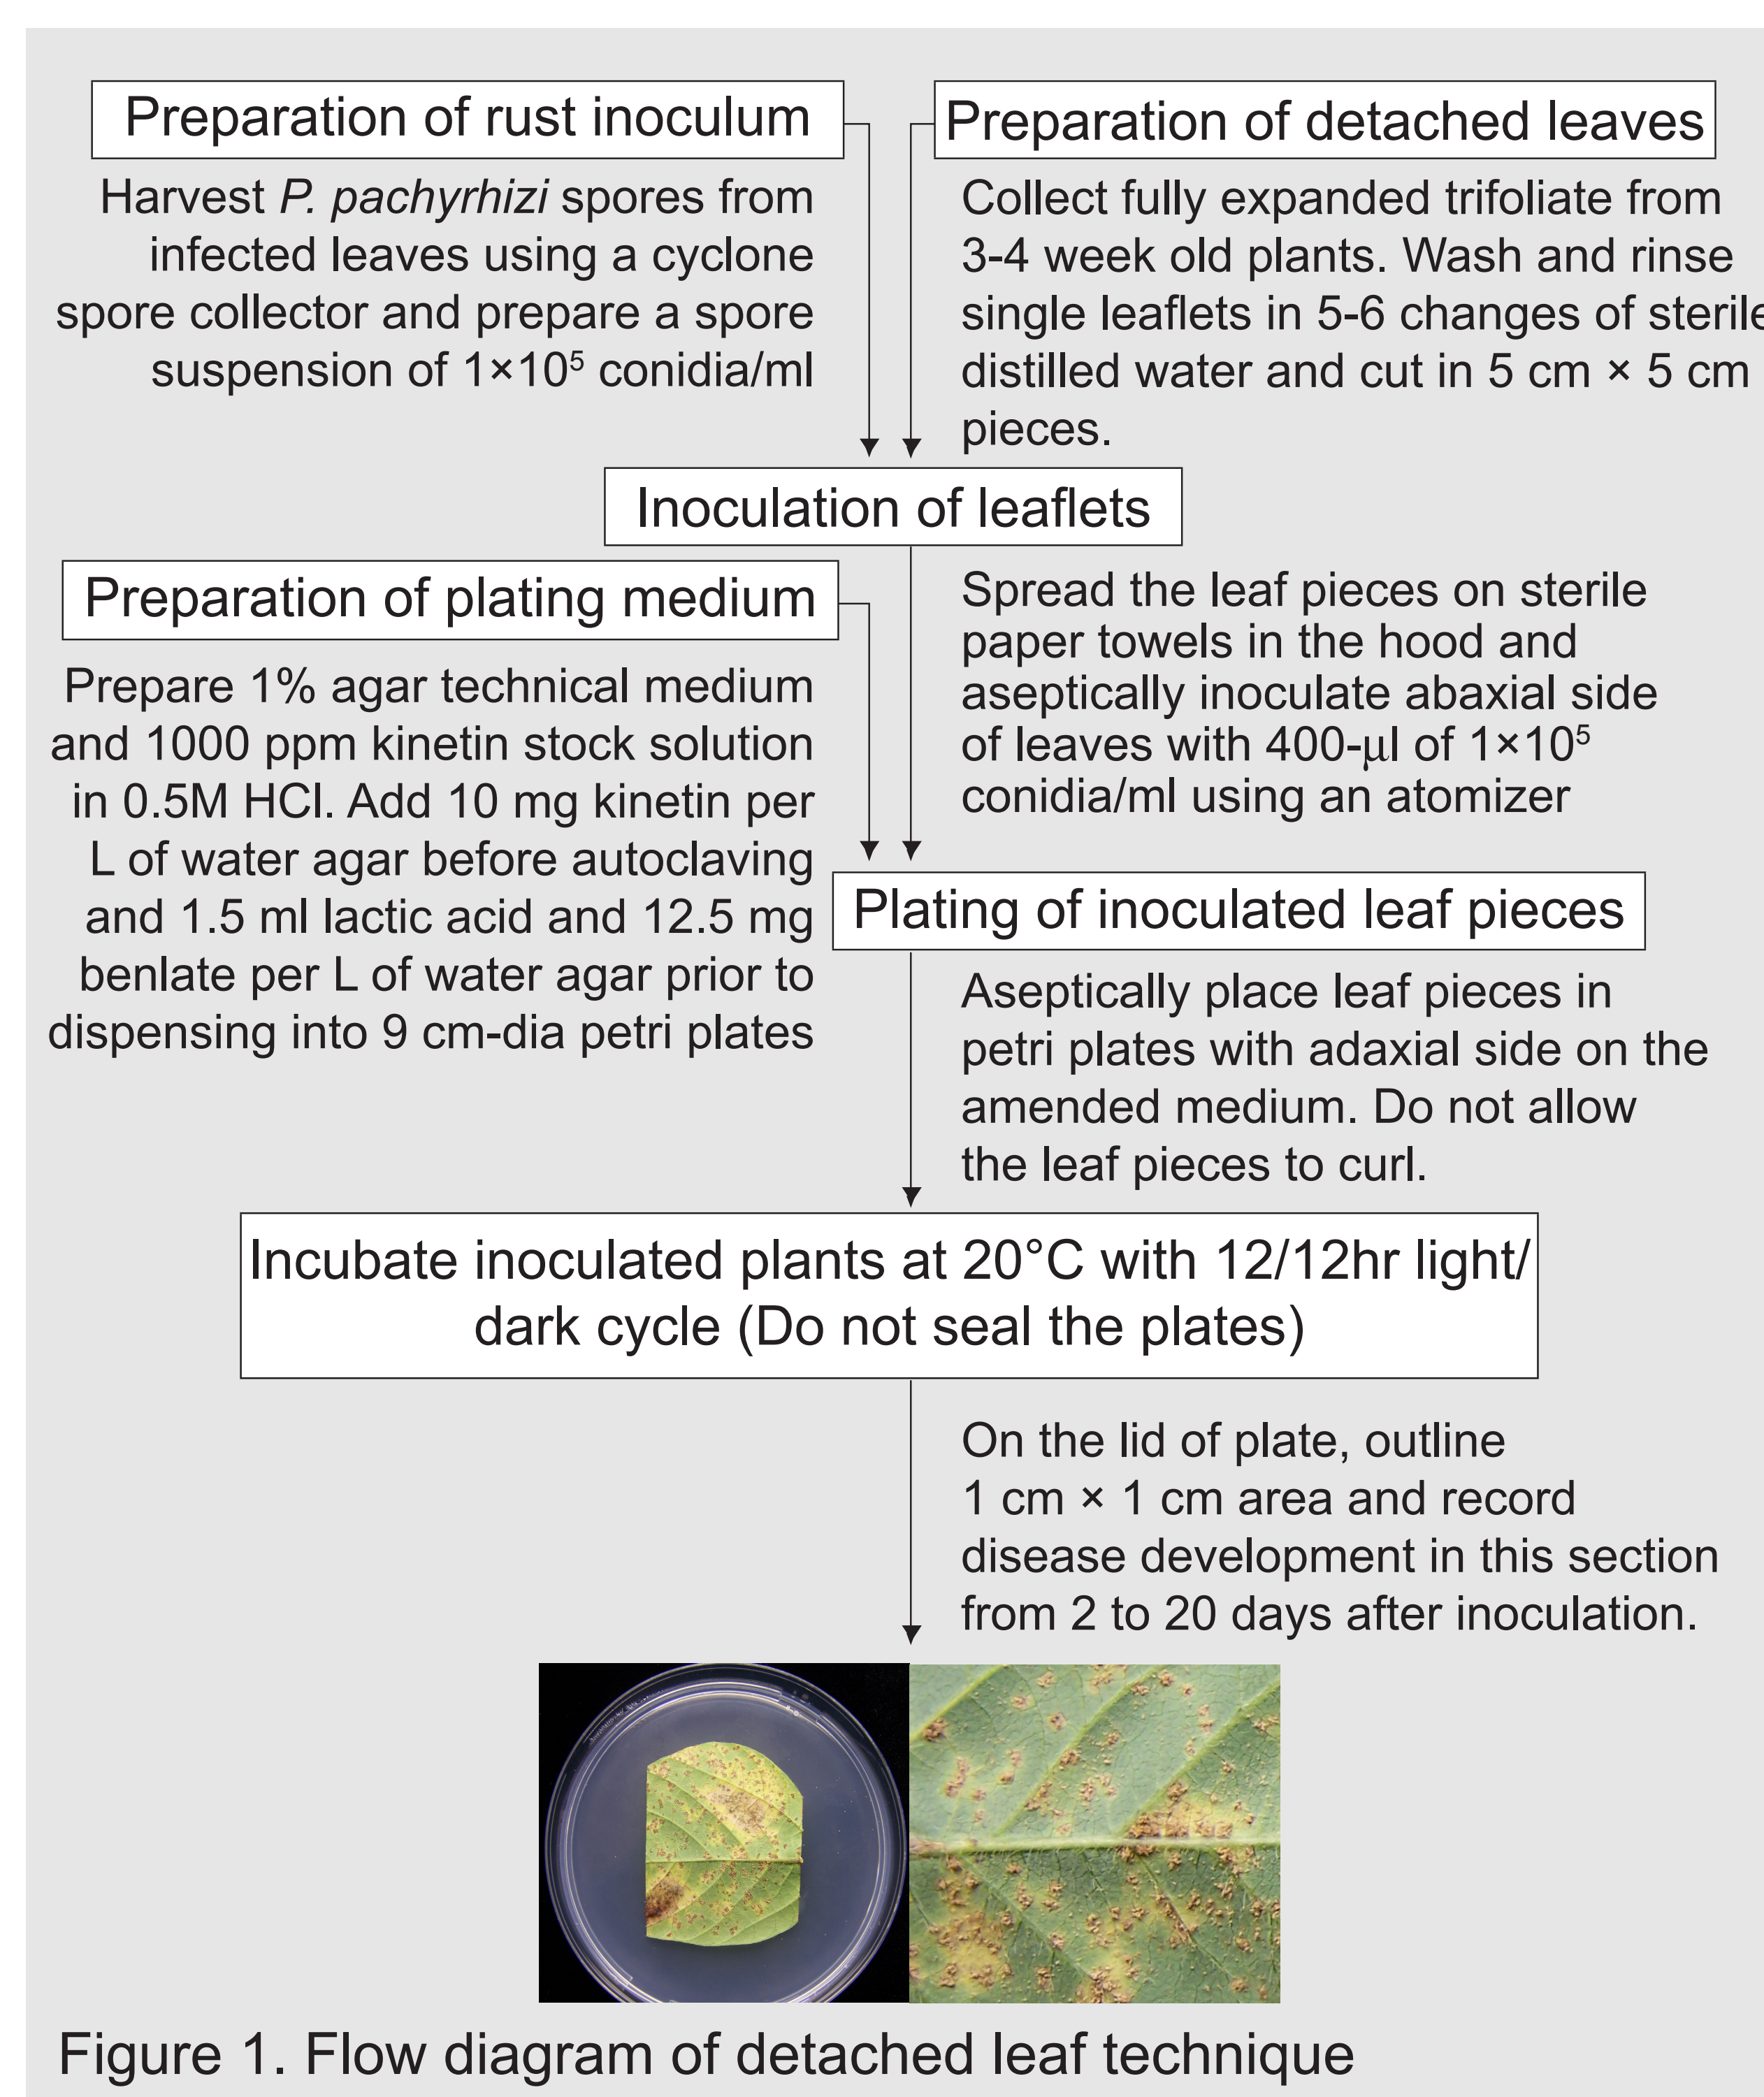 Preparation of rust inoculum
Harvest P. pachyrhizi spores from
infected leaves using a cyclone
spore collector and prepare a spore
suspension of 1×10⁵ conidia/ml
Preparation of detached leaves
Collect fully expanded trifoliate from
3-4 week old plants. Wash and rinse
single leaflets in 5-6 changes of sterile
distilled water and cut in 5 cm × 5 cm
pieces.
Inoculation of leaflets
Spread the leaf pieces on sterile
paper towels in the hood and
aseptically inoculate abaxial side
of leaves with 400-µl of 1×10⁵
conidia/ml using an atomizer
Preparation of plating medium
Prepare 1% agar technical medium
and 1000 ppm kinetin stock solution
in 0.5M HCl. Add 10 mg kinetin per
L of water agar before autoclaving
and 1.5 ml lactic acid and 12.5 mg
benlate per L of water agar prior to
dispensing into 9 cm-dia petri plates
Plating of inoculated leaf pieces
Aseptically place leaf pieces in
petri plates with adaxial side on the
amended medium. Do not allow
the leaf pieces to curl.
Incubate inoculated plants at 20°C with 12/12hr light/
dark cycle (Do not seal the plates)
On the lid of plate, outline
1 cm × 1 cm area and record
disease development in this section
from 2 to 20 days after inoculation.
Figure 1. Flow diagram of detached leaf technique